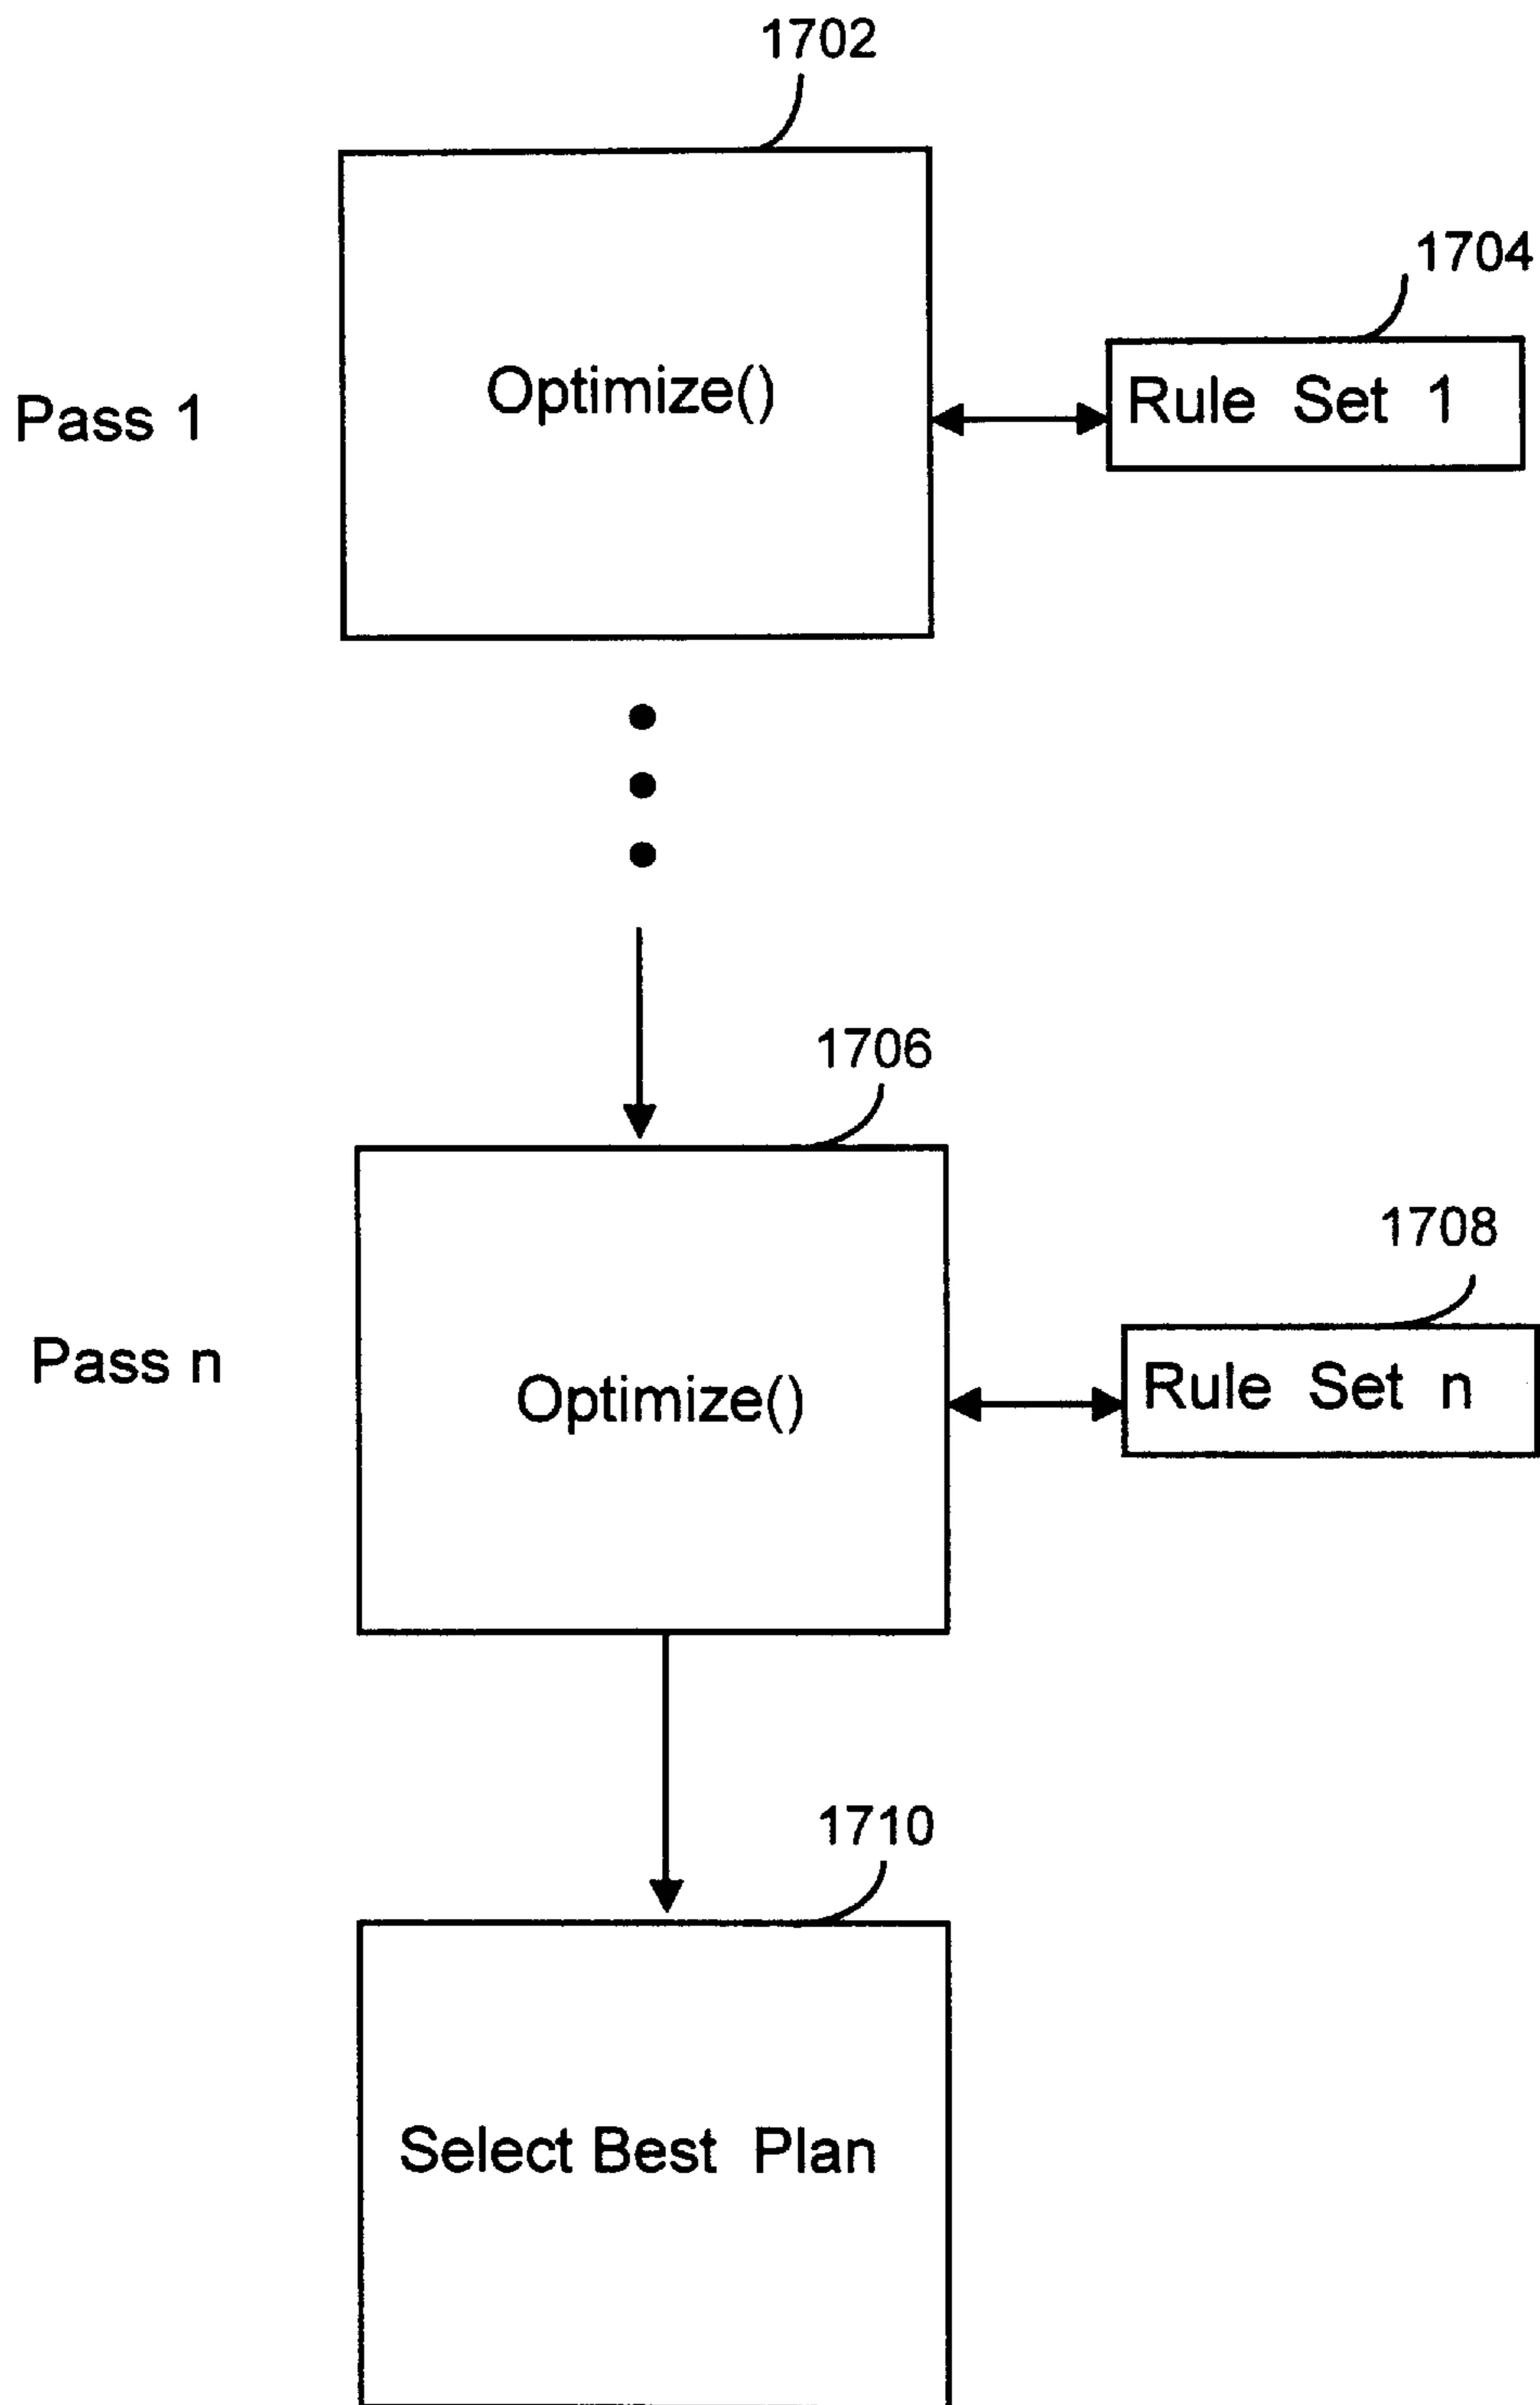 1702
1704
Pass 1
Optimize()
Rule Set 1
1706
1708
Pass n
Optimize()
Rule Set n
1710
Select Best Plan